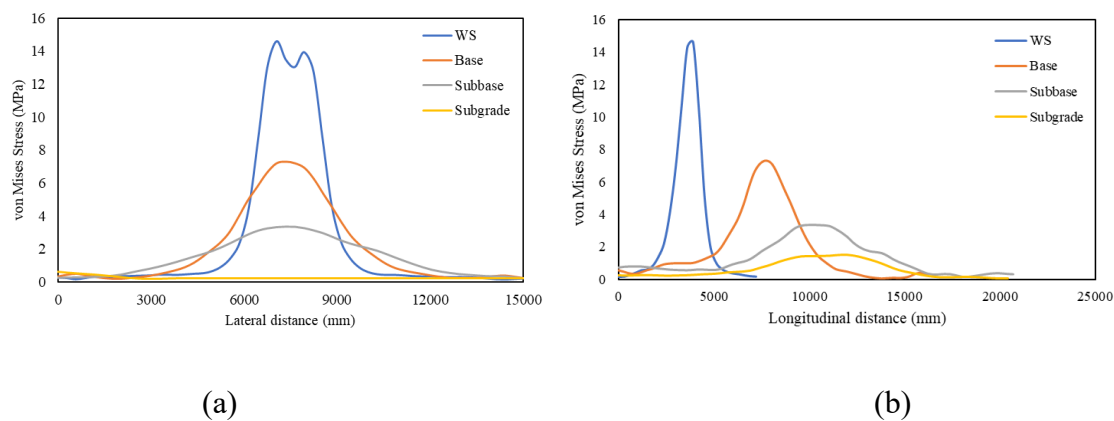 16
14
12
10
8
6
4
2
0
von Mises Stress (MPa)
WS
Base
Subbase
Subgrade
0 3000 6000 9000 12000 15000
Lateral distance (mm)
(a)
16
14
12
10
8
6
4
2
0
von Mises Stress (MPa)
WS
Base
Subbase
Subgrade
0 5000 10000 15000 20000 25000
Longitudinal distance (mm)
(b)